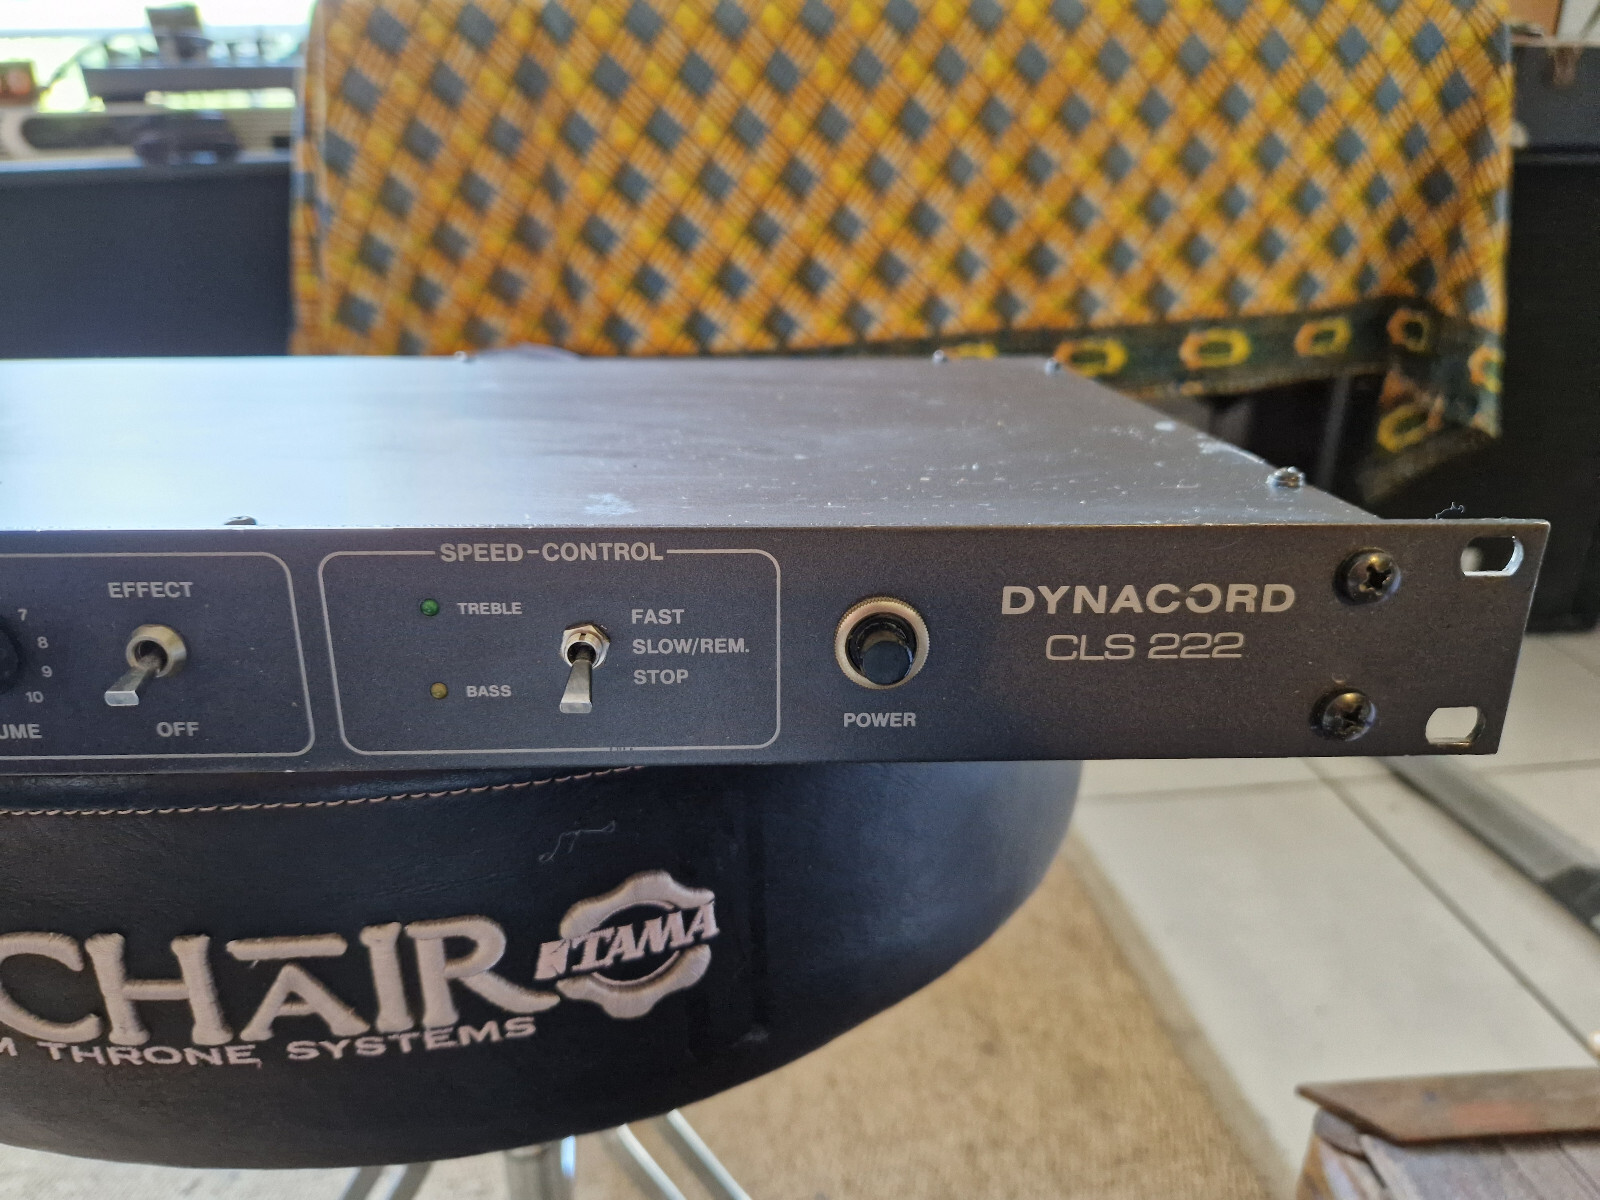 SPEED-CONTROL
EFFECT
7
8
9
10
UME
OFF
TREBLE
BASS
FAST
SLOW/REM.
STOP
POWER
DYNACORD
CLS 222
CHAIR
TAMA
M THRONE SYSTEMS